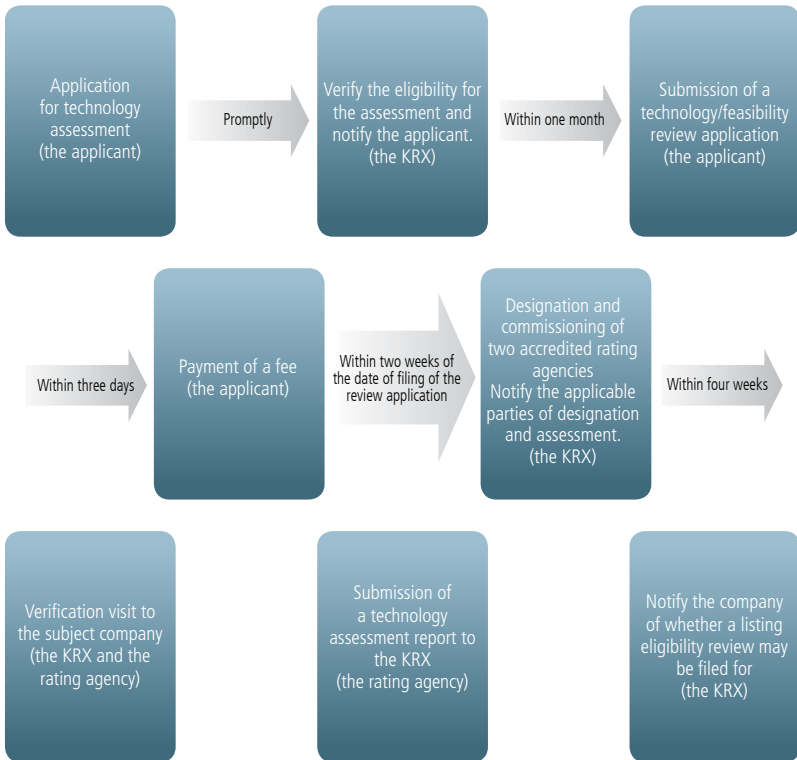 Application
for technology
assessment
(the applicant)
Promptly
Verify the eligibility for
the assessment and
notify the applicant.
(the KRX)
Within one month
Submission of a
technology/feasibility
review application
(the applicant)
Within three days
Payment of a fee
(the applicant)
Within two weeks of
the date of filing of the
review application
Designation and
commissioning of
two accredited rating
agencies
Notify the applicable
parties of designation
and assessment.
(the KRX)
Within four weeks
Verification visit to
the subject company
(the KRX and the
rating agency)
Submission of
a technology
assessment report to
the KRX
(the rating agency)
Notify the company
of whether a listing
eligibility review may
be filed for
(the KRX)